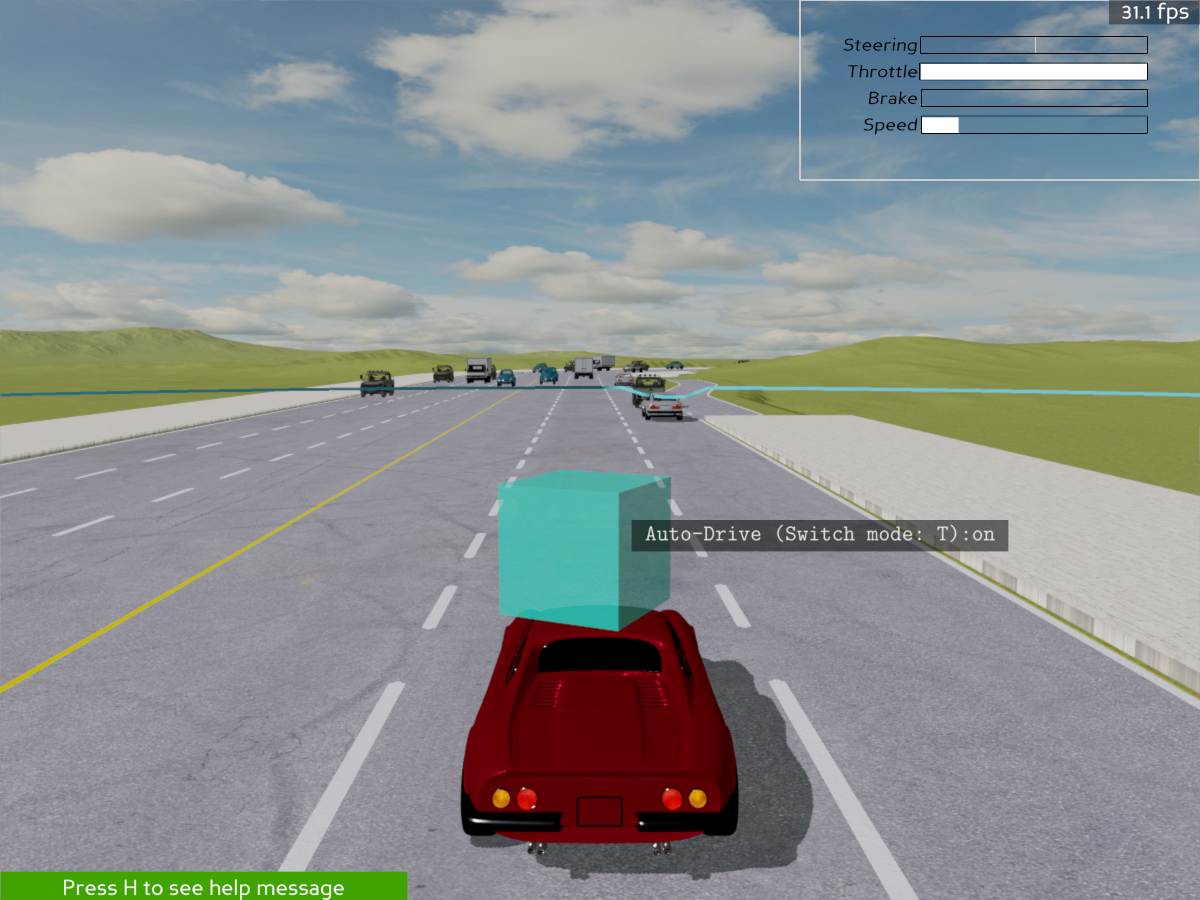 31.1 fps
Steering
Throttle
Brake
Speed
Auto-Drive (Switch mode: T):on
Press H to see help message